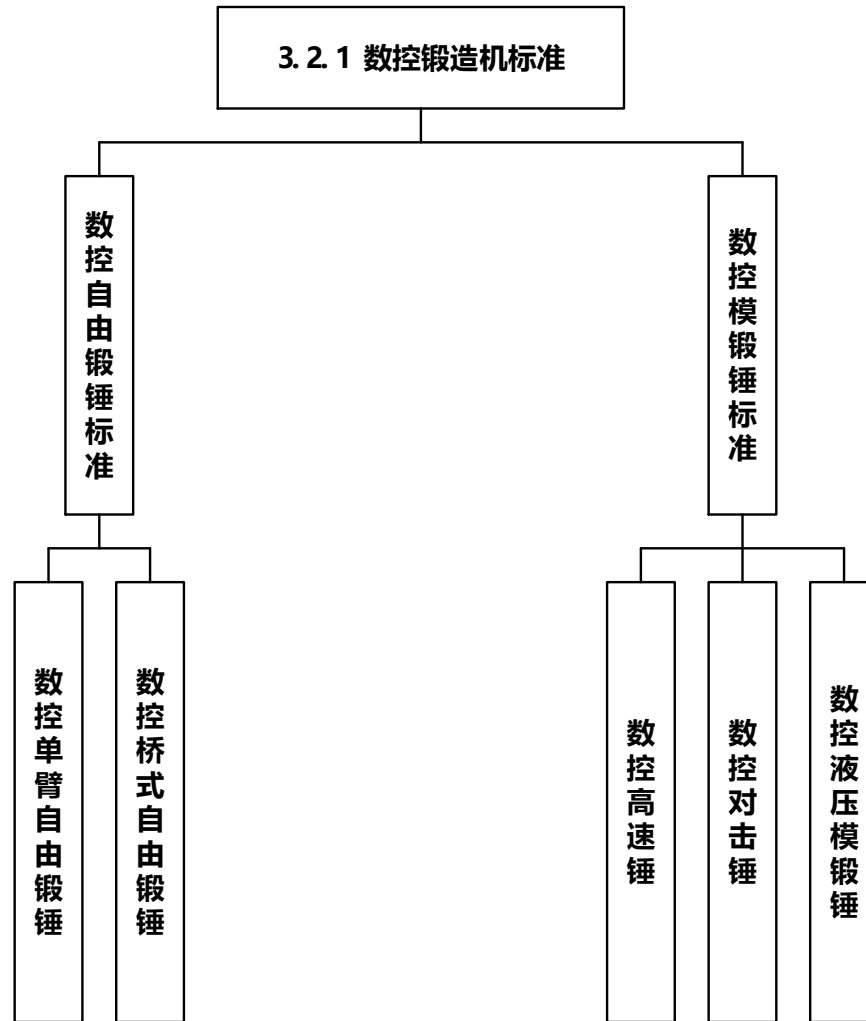 3.2.1 数控锻造机标准
数控自由锻锤标准
数控模锻锤标准
数控单臂自由锻锤
数控桥式自由锻锤
数控高速锤
数控对击锤
数控液压模锻锤